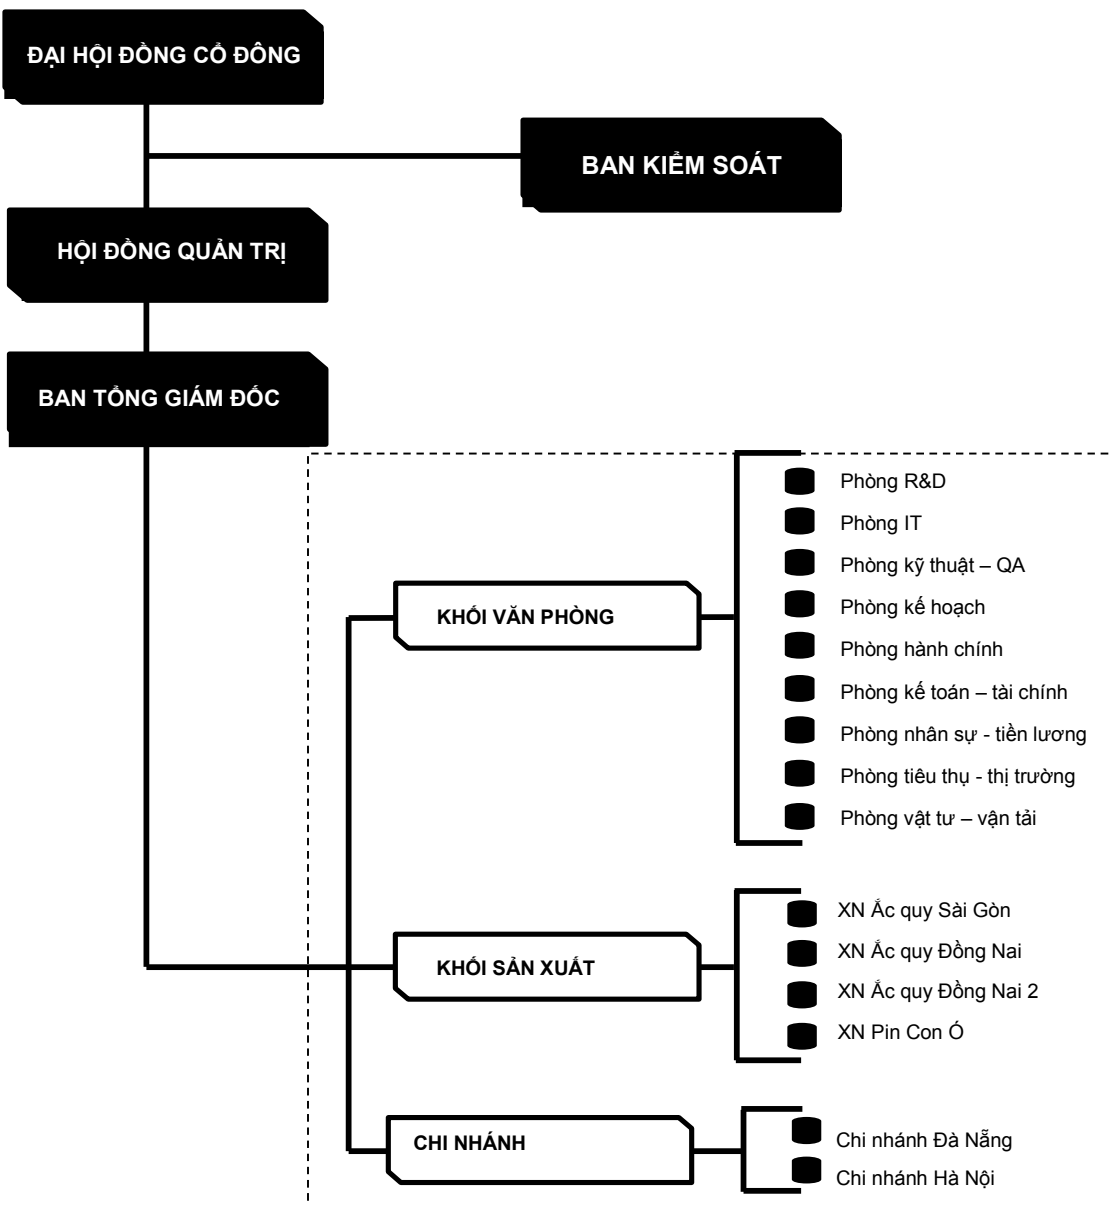 ĐẠI HỘI ĐỒNG CỔ ĐÔNG
BAN KIỂM SOÁT
HỘI ĐỒNG QUẢN TRỊ
BAN TỔNG GIÁM ĐỐC
KHỐI VĂN PHÒNG
Phòng R&D
Phòng IT
Phòng kỹ thuật – QA
Phòng kế hoạch
Phòng hành chính
Phòng kế toán – tài chính
Phòng nhân sự - tiền lương
Phòng tiêu thụ - thị trường
Phòng vật tư – vận tải
KHỐI SẢN XUẤT
XN Ắc quy Sài Gòn
XN Ắc quy Đồng Nai
XN Ắc quy Đồng Nai 2
XN Pin Con Ó
CHI NHÁNH
Chi nhánh Đà Nẵng
Chi nhánh Hà Nội